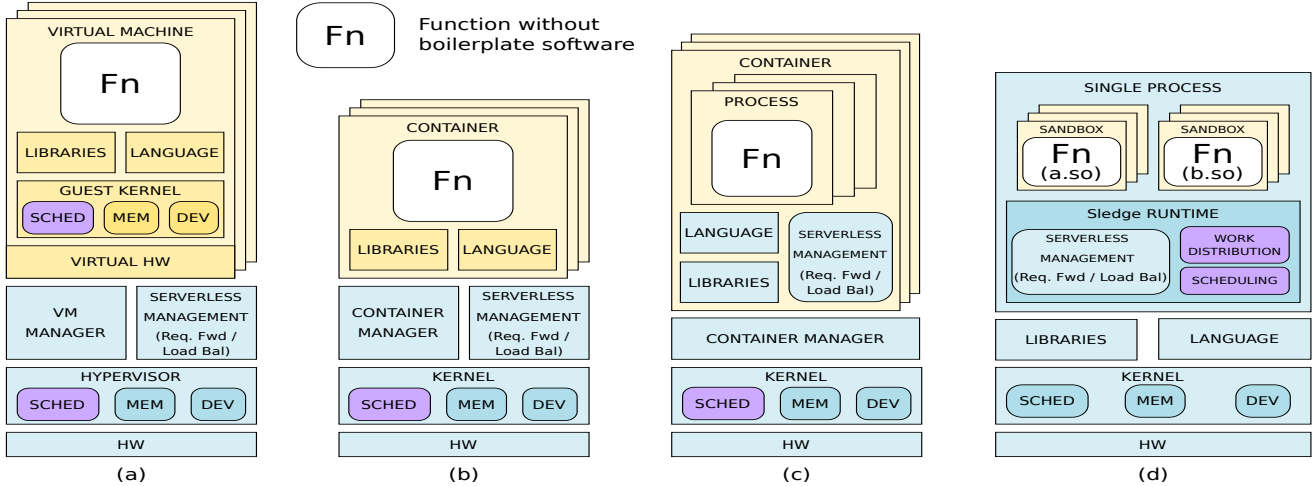 VIRTUAL MACHINE
Fn
LIBRARIES
LANGUAGE
GUEST KERNEL
SCHED
MEM
DEV
VIRTUAL HW
VM
MANAGER
SERVERLESS
MANAGEMENT
(Req. Fwd /
Load Bal)
HYPERVISOR
SCHED
MEM
DEV
HW
(a)
Fn
Function without
boilerplate software
CONTAINER
Fn
LIBRARIES
LANGUAGE
CONTAINER
MANAGER
SERVERLESS
MANAGEMENT
(Req. Fwd /
Load Bal)
KERNEL
SCHED
MEM
DEV
HW
(b)
CONTAINER
PROCESS
Fn
LANGUAGE
LIBRARIES
SERVERLESS
MANAGEMENT
(Req. Fwd /
Load Bal)
CONTAINER MANAGER
KERNEL
SCHED
MEM
DEV
HW
(c)
SINGLE PROCESS
SANDBOX
Fn
(a.so)
SANDBOX
Fn
(b.so)
Sledge RUNTIME
SERVERLESS
MANAGEMENT
(Req. Fwd / Load Bal)
WORK
DISTRIBUTION
SCHEDULING
LIBRARIES
LANGUAGE
KERNEL
SCHED
MEM
DEV
HW
(d)